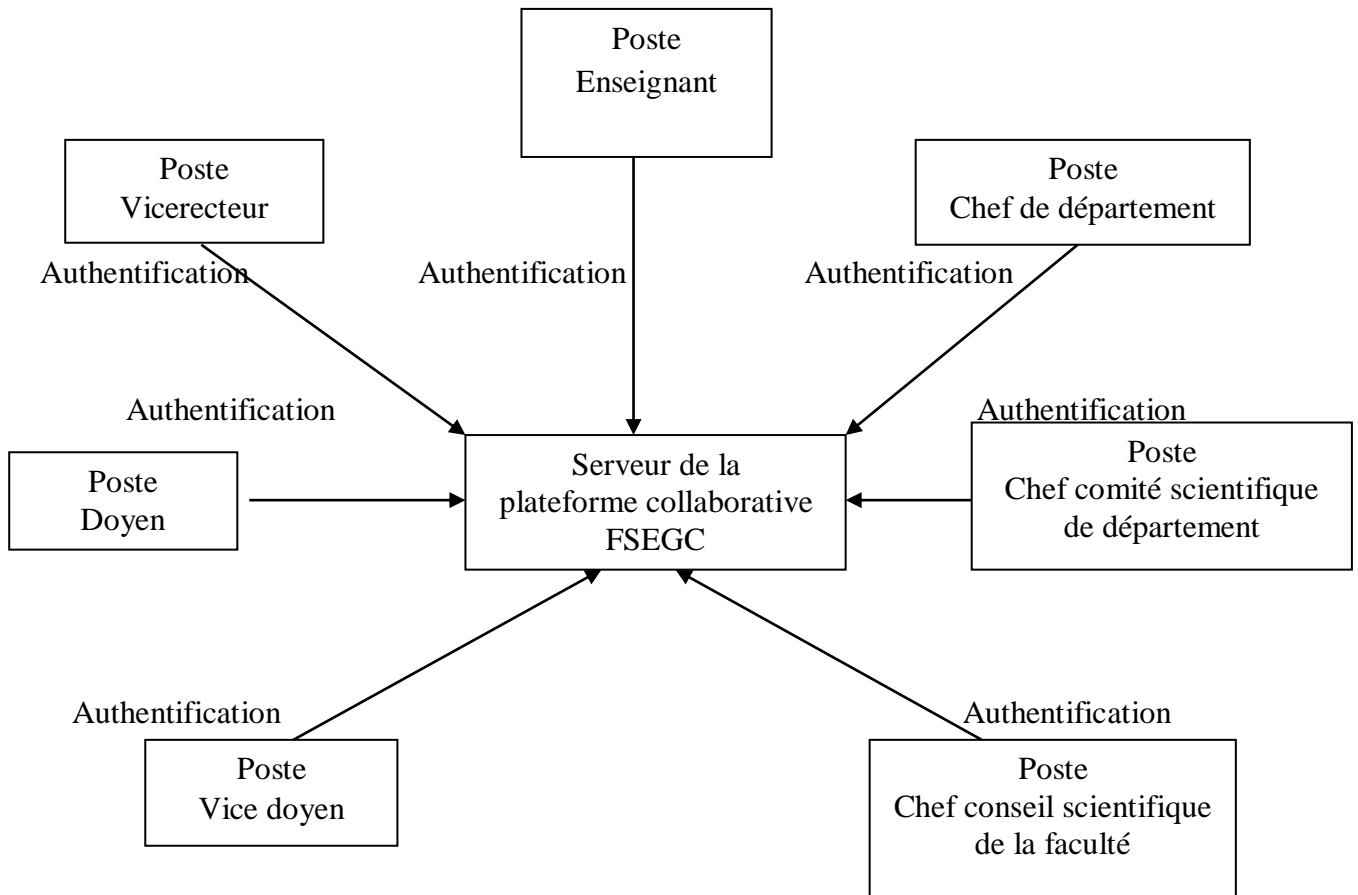 Poste
Enseignant
Poste
Vicerecteur
Poste
Chef de département
Authentification
Authentification
Authentification
Authentification
Authentification
Poste
Doyen
Serveur de la
plateforme collaborative
FSEGC
Poste
Chef comité scientifique
de département
Authentification
Authentification
Poste
Vice doyen
Poste
Chef conseil scientifique
de la faculté